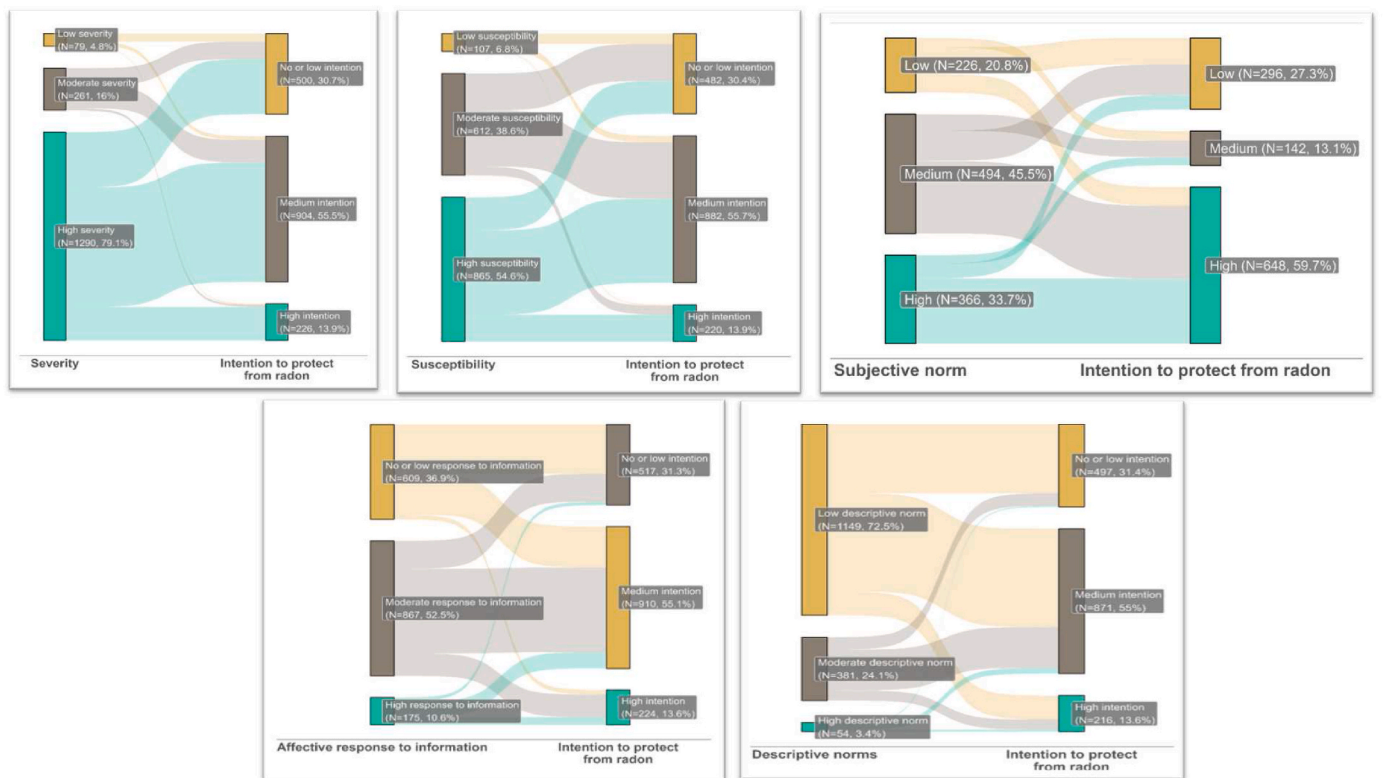 Low severity
(N=79, 4.8%)
Moderate severity
(N=261, 16%)
High severity
(N=1290, 79.1%)
No or low intention
(N=500, 30.7%)
Medium intention
(N=904, 55.5%)
High intention
(N=226, 13.9%)
Severity
Intention to protect
from radon
Low susceptibility
(N=107, 6.8%)
Moderate susceptibility
(N=612, 38.6%)
High susceptibility
(N=865, 54.6%)
No or low intention
(N=482, 30.4%)
Medium intention
(N=882, 55.7%)
High intention
(N=220, 13.9%)
Susceptibility
Intention to protect
from radon
Low (N=226, 20.8%)
Medium (N=494, 45.5%)
High (N=366, 33.7%)
Low (N=296, 27.3%)
Medium (N=142, 13.1%)
High (N=648, 59.7%)
Subjective norm
Intention to protect from radon
No or low response to information
(N=609, 36.9%)
Moderate response to information
(N=867, 52.5%)
High response to information
(N=175, 10.6%)
No or low intention
(N=517, 31.3%)
Medium intention
(N=910, 55.1%)
High intention
(N=224, 13.6%)
Affective response to information
Intention to protect
from radon
Low descriptive norm
(N=1149, 72.5%)
Moderate descriptive norm
(N=381, 24.1%)
High descriptive norm
(N=54, 3.4%)
No or low intention
(N=497, 31.4%)
Medium intention
(N=871, 55%)
High intention
(N=216, 13.6%)
Descriptive norms
Intention to protect
from radon